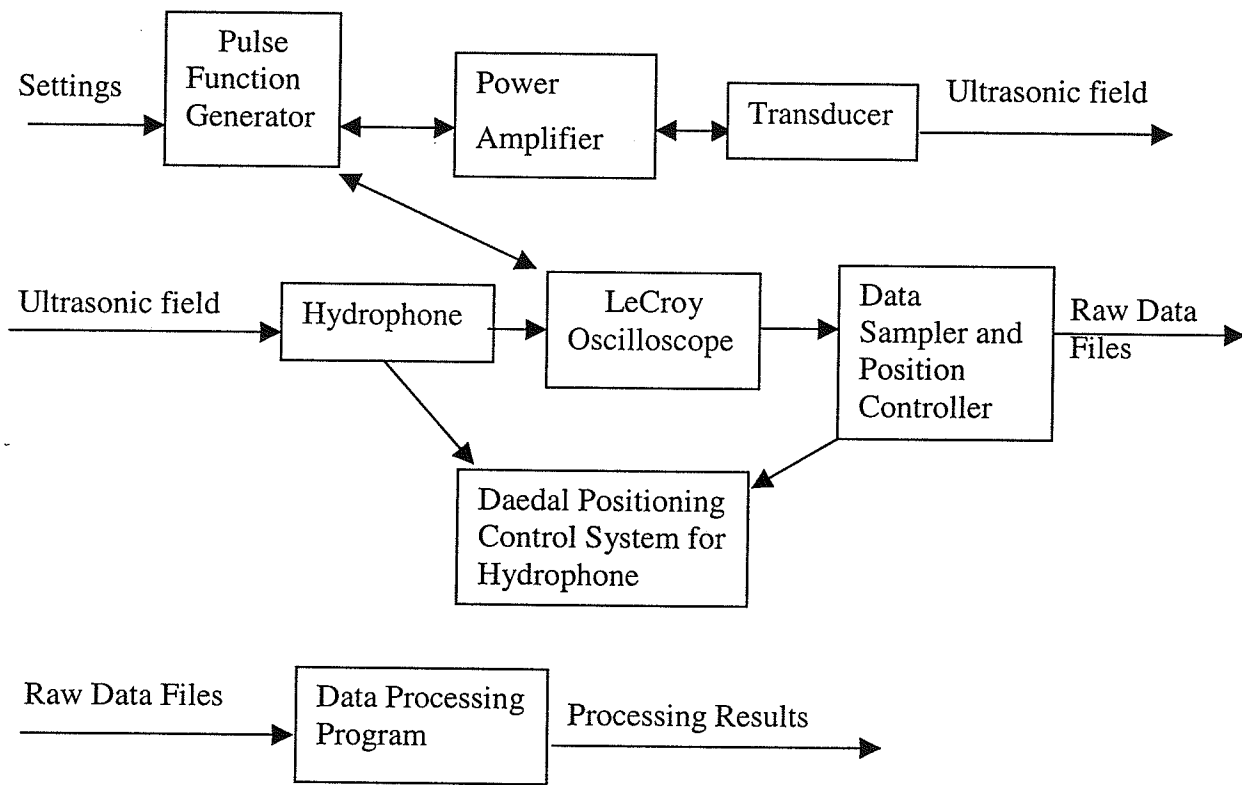 Settings
Pulse
Function
Generator
Power
Amplifier
Transducer
Ultrasonic field
Ultrasonic field
Hydrophone
LeCroy
Oscilloscope
Data
Sampler and
Position
Controller
Raw Data
Files
Daedal Positioning
Control System for
Hydrophone
Raw Data Files
Data Processing
Program
Processing Results